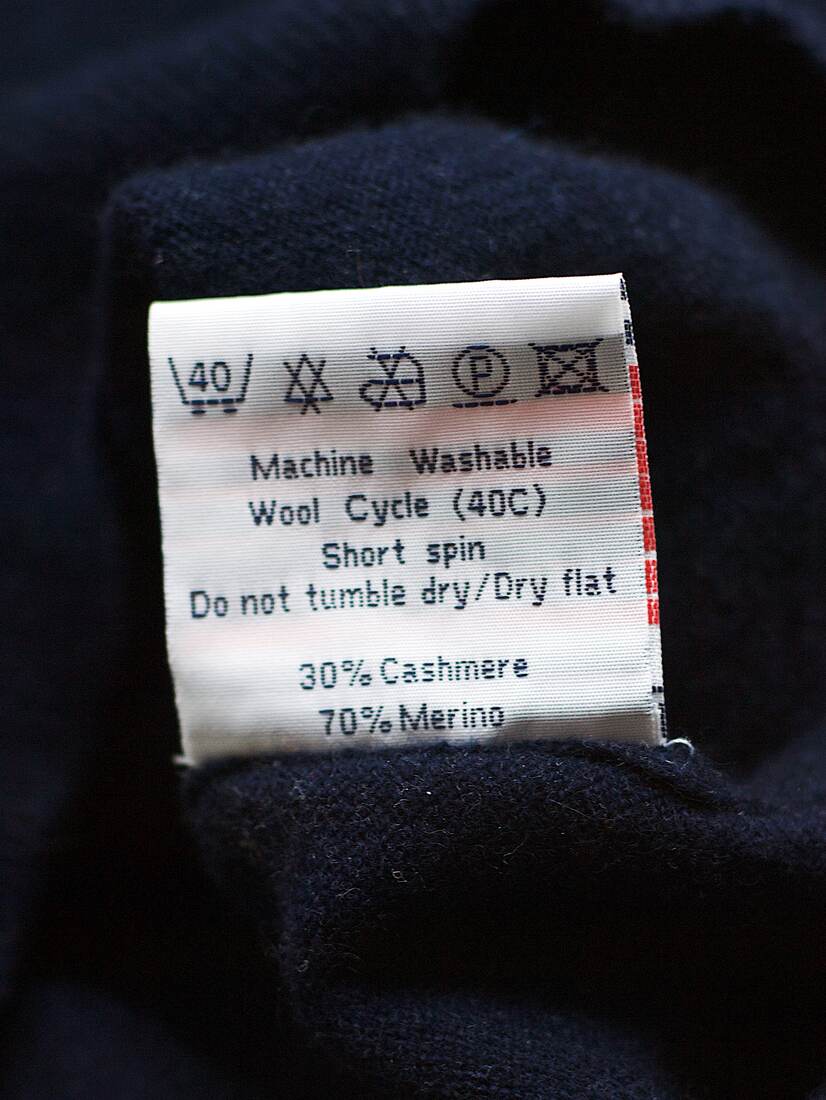 40 P
Machine Washable
Wool Cycle (40C)
Short spin
Do not tumble dry/Dry flat
30% Cashmere
70% Merino